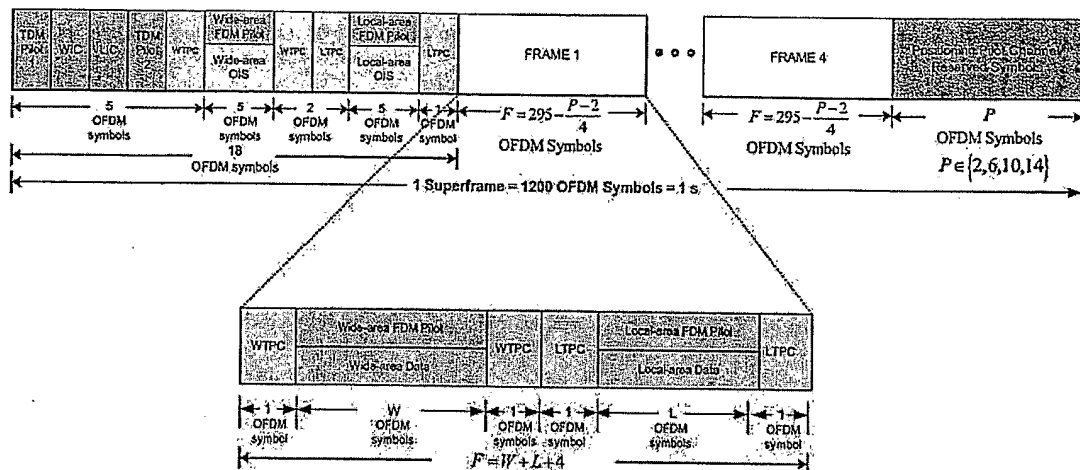 TDM Pilot 1
WIC
LIC
TDM Pilot 2
WTPC
Wide-area FDM Pilot
Wide-area OIS
WTPC
LTPC
Local-area FDM Pilot
Local-area OIS
LTPC
FRAME 1
FRAME 4
Positioning Pilot Channel/ Reserved Symbols
5 OFDM symbols
5 OFDM symbols
2 OFDM symbols
5 OFDM symbols
1 OFDM symbol
F = 295 - (P-2)/4
OFDM Symbols
F = 295 - (P-2)/4
OFDM Symbols
P
OFDM Symbols
P ∈ {2,6,10,14}
18
OFDM symbols
1 Superframe = 1200 OFDM Symbols = 1 s
WTPC
Wide-area FDM Pilot
Wide-area Data
WTPC
LTPC
Local-area FDM Pilot
Local-area Data
LTPC
1 OFDM symbol
W OFDM symbols
1 OFDM symbol
1 OFDM symbol
L OFDM symbols
1 OFDM symbol
F = W + L + 4